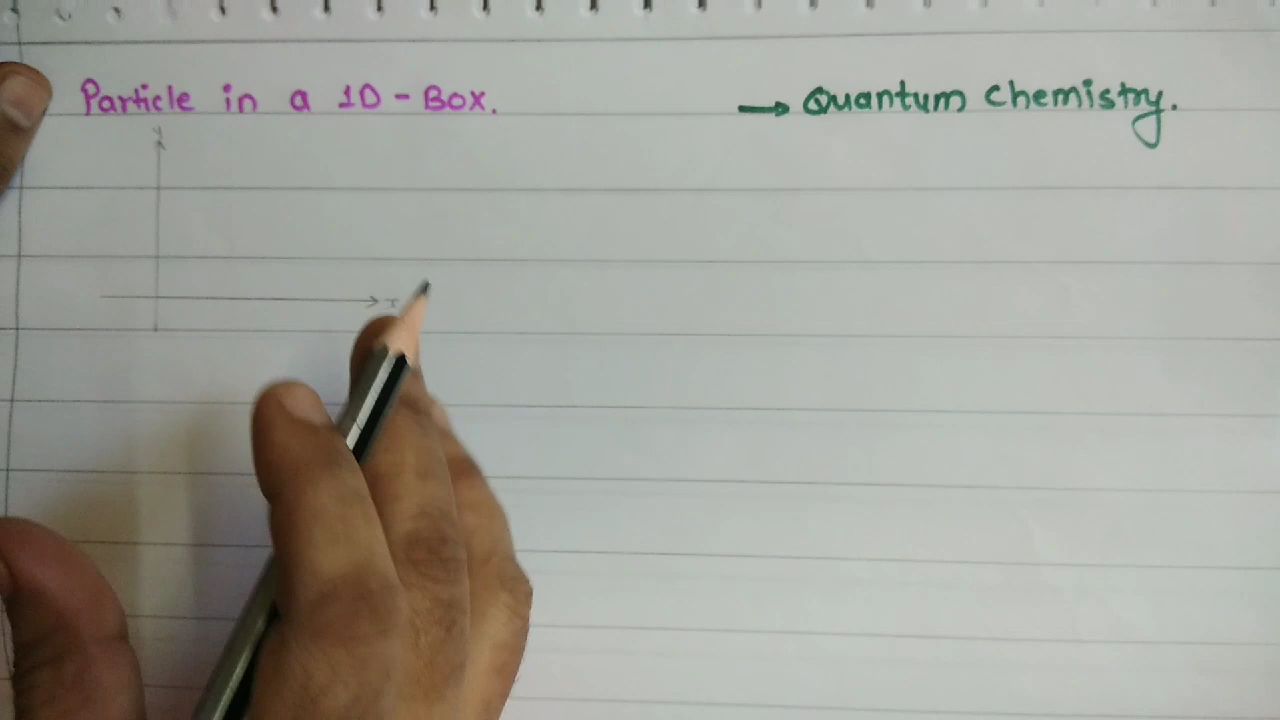 Particle in a 1D - Box.
→ Quantum chemistry.
y
x